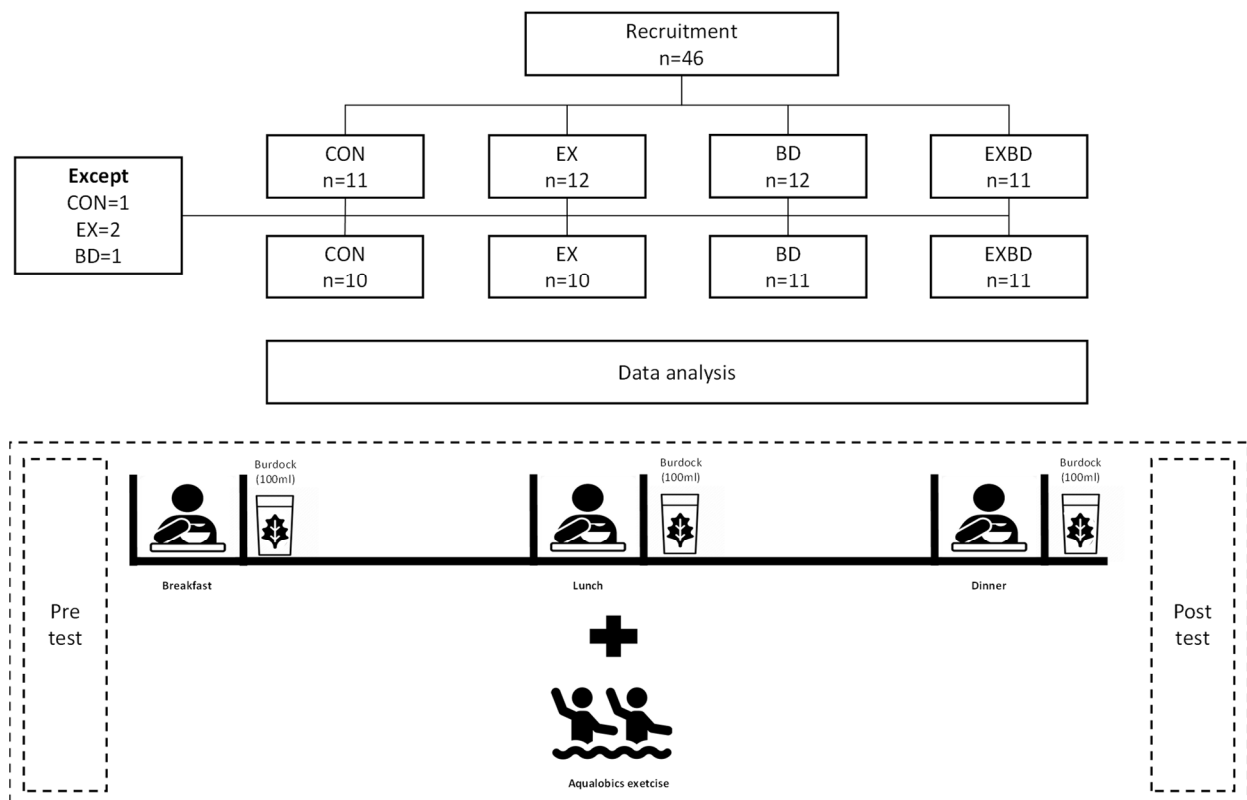 Recruitment
n=46
CON
n=11
EX
n=12
BD
n=12
EXBD
n=11
Except
CON=1
EX=2
BD=1
CON
n=10
EX
n=10
BD
n=11
EXBD
n=11
Data analysis
Pre
test
Burdock
(100ml)
Breakfast
Burdock
(100ml)
Lunch
Burdock
(100ml)
Dinner
Aqualobics exetcise
Post
test